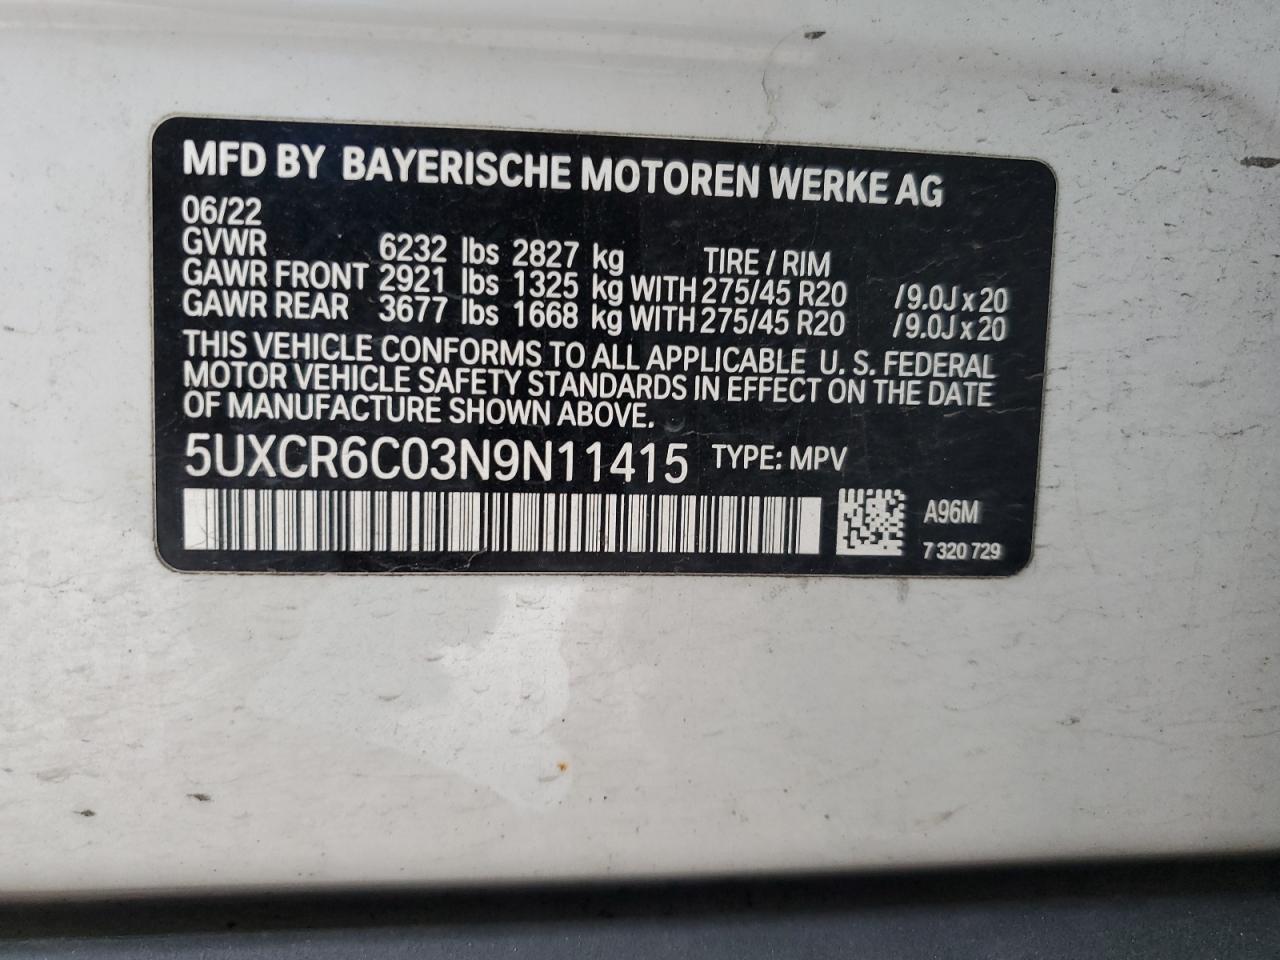 MFD BY BAYERISCHE MOTOREN WERKE AG
06/22
GVWR 6232 lbs 2827 kg TIRE / RIM
GAWR FRONT 2921 lbs 1325 kg WITH 275/45 R20 / 9.0J x 20
GAWR REAR 3677 lbs 1668 kg WITH 275/45 R20 / 9.0J x 20
THIS VEHICLE CONFORMS TO ALL APPLICABLE U. S. FEDERAL
MOTOR VEHICLE SAFETY STANDARDS IN EFFECT ON THE DATE
OF MANUFACTURE SHOWN ABOVE.
5UXCR6C03N9N11415 TYPE: MPV
A96M
7 320 729